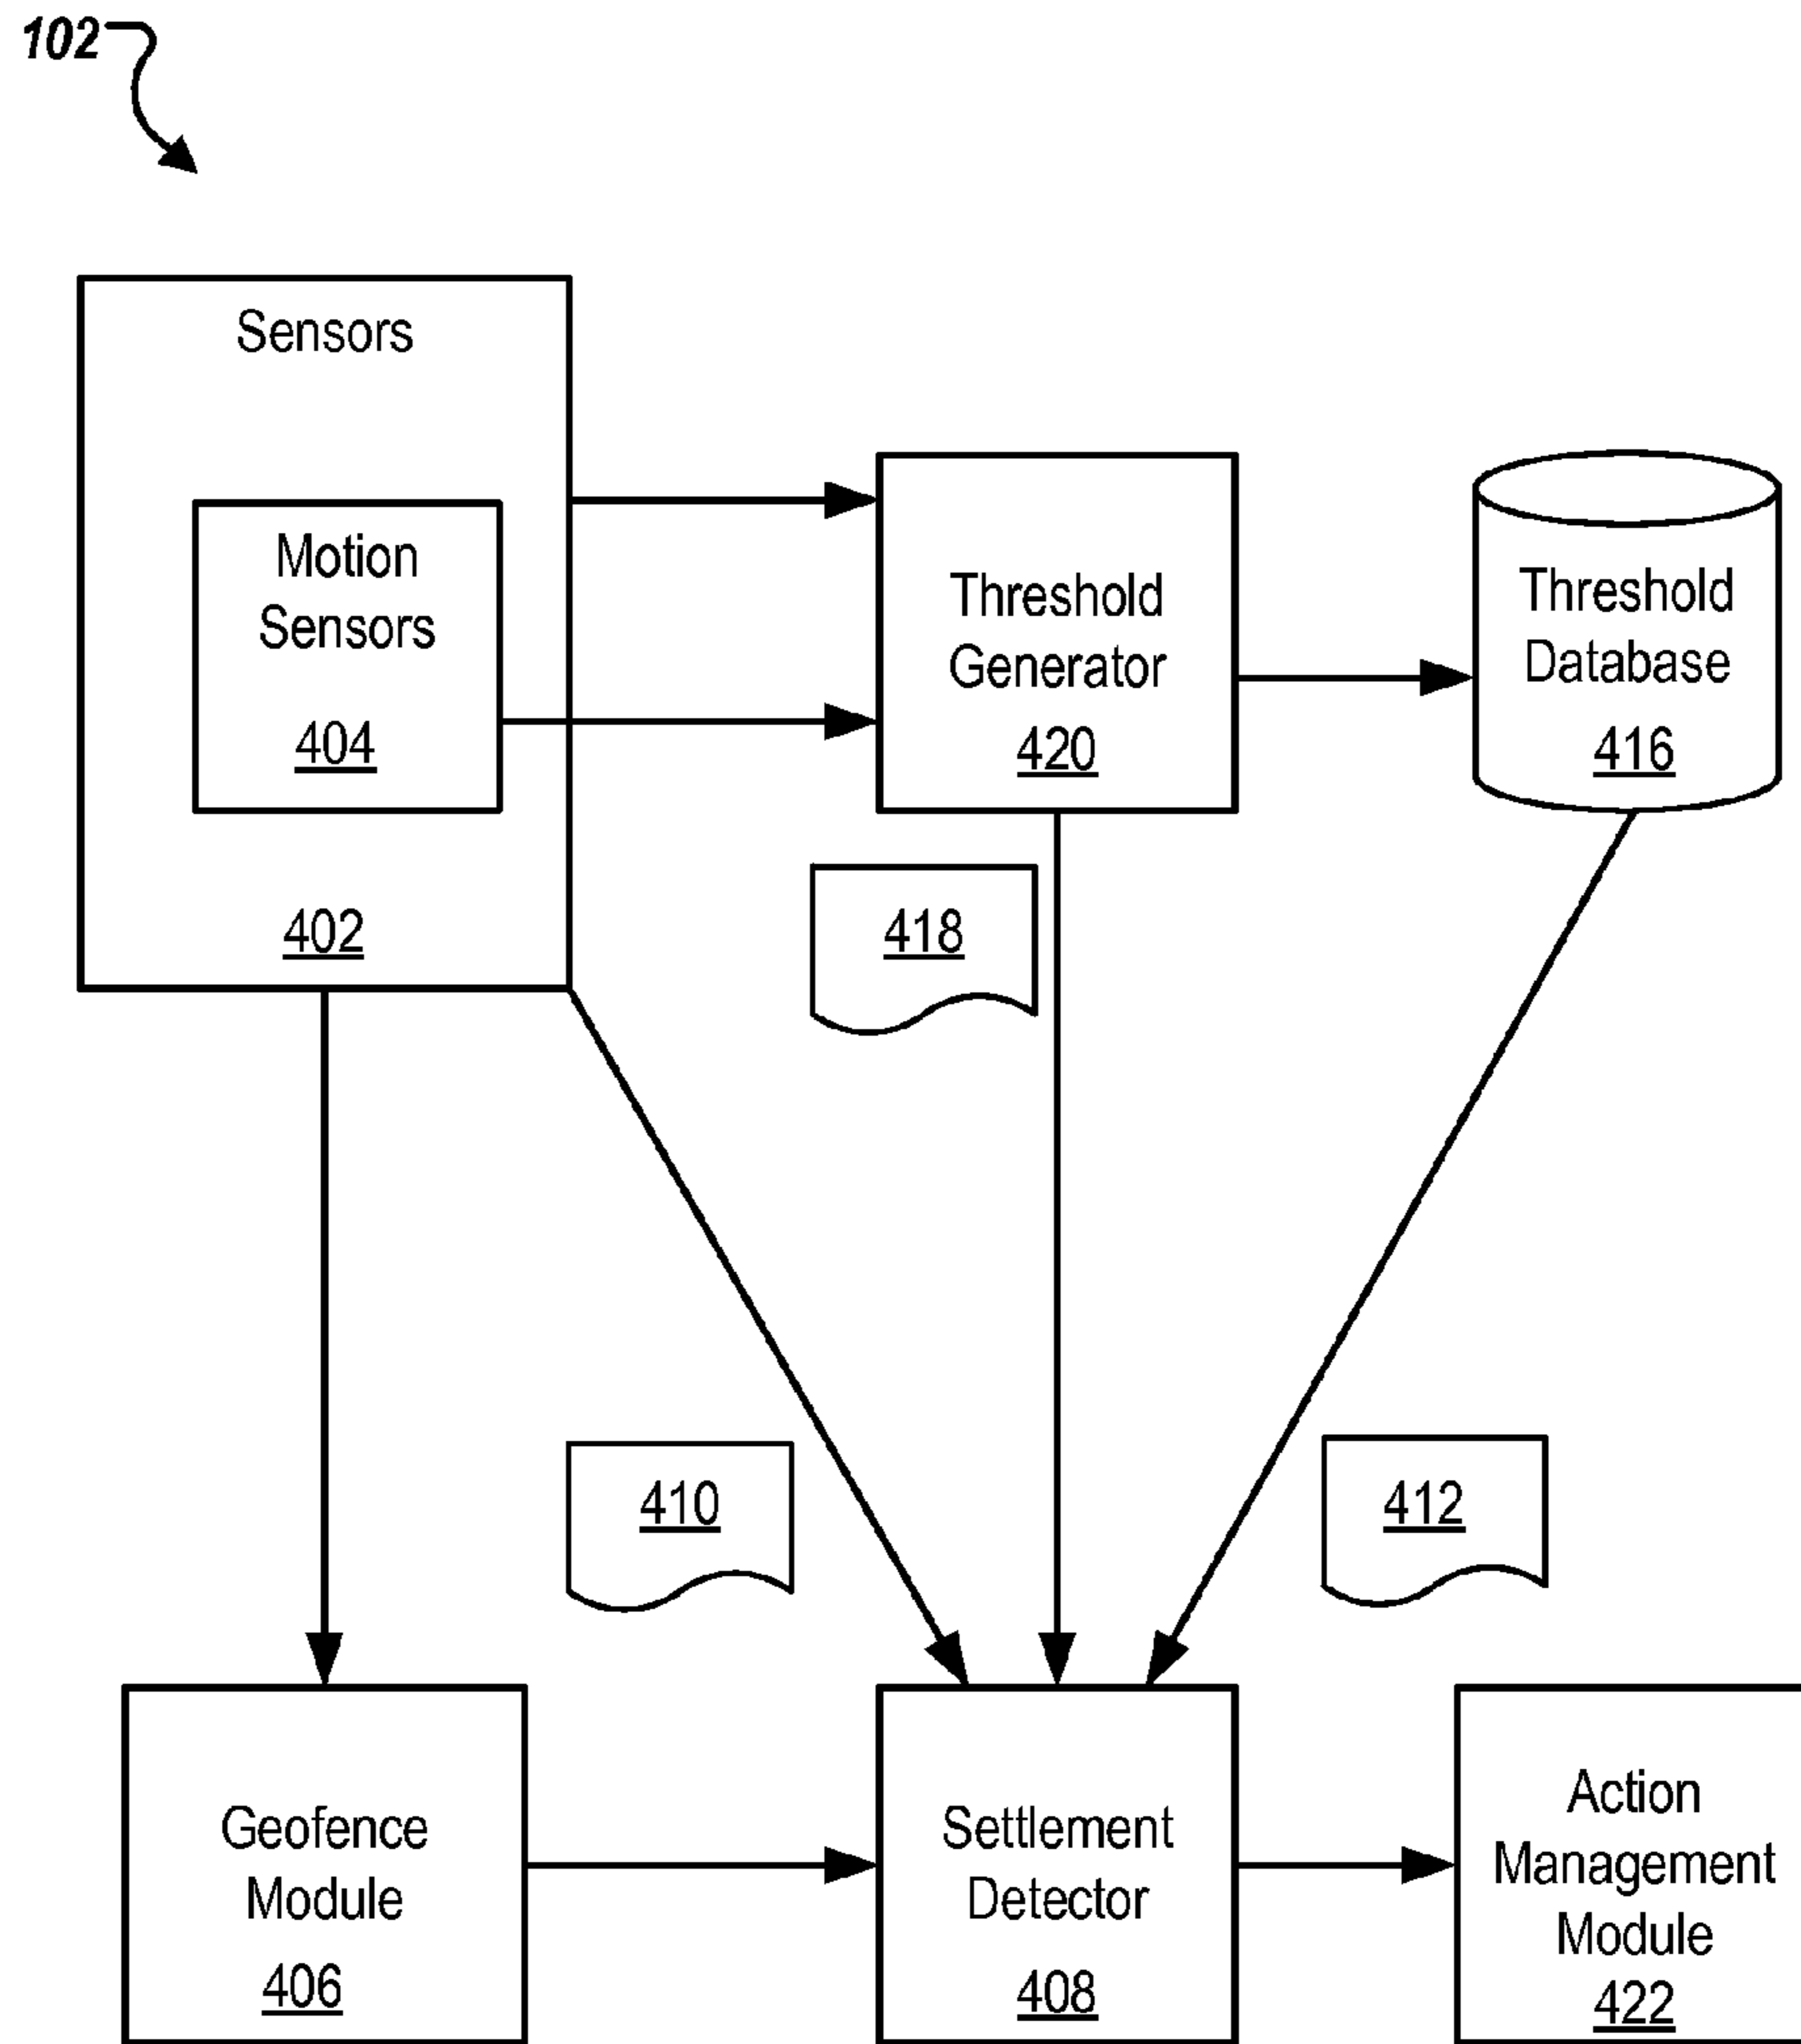 102
Sensors
Motion
Sensors
404
402
Threshold
Generator
420
Threshold
Database
416
418
410
412
Geofence
Module
406
Settlement
Detector
408
Action
Management
Module
422